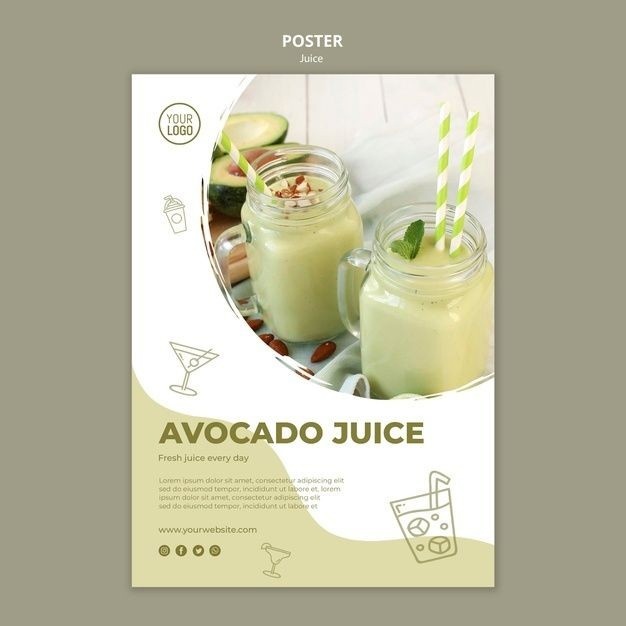 POSTER
Juice
YOUR
LOGO
AVOCADO JUICE
Fresh juice every day
Lorem ipsum dolor sit amet, consectetur adipiscing elit,
sed do eiusmod tempor, incididunt ut labore et. lorem
ipsum dolor sit amet, consectetur adipiscing elit
sed do eiusmod tempor, incididunt ut labore et
www.yourwebsite.com